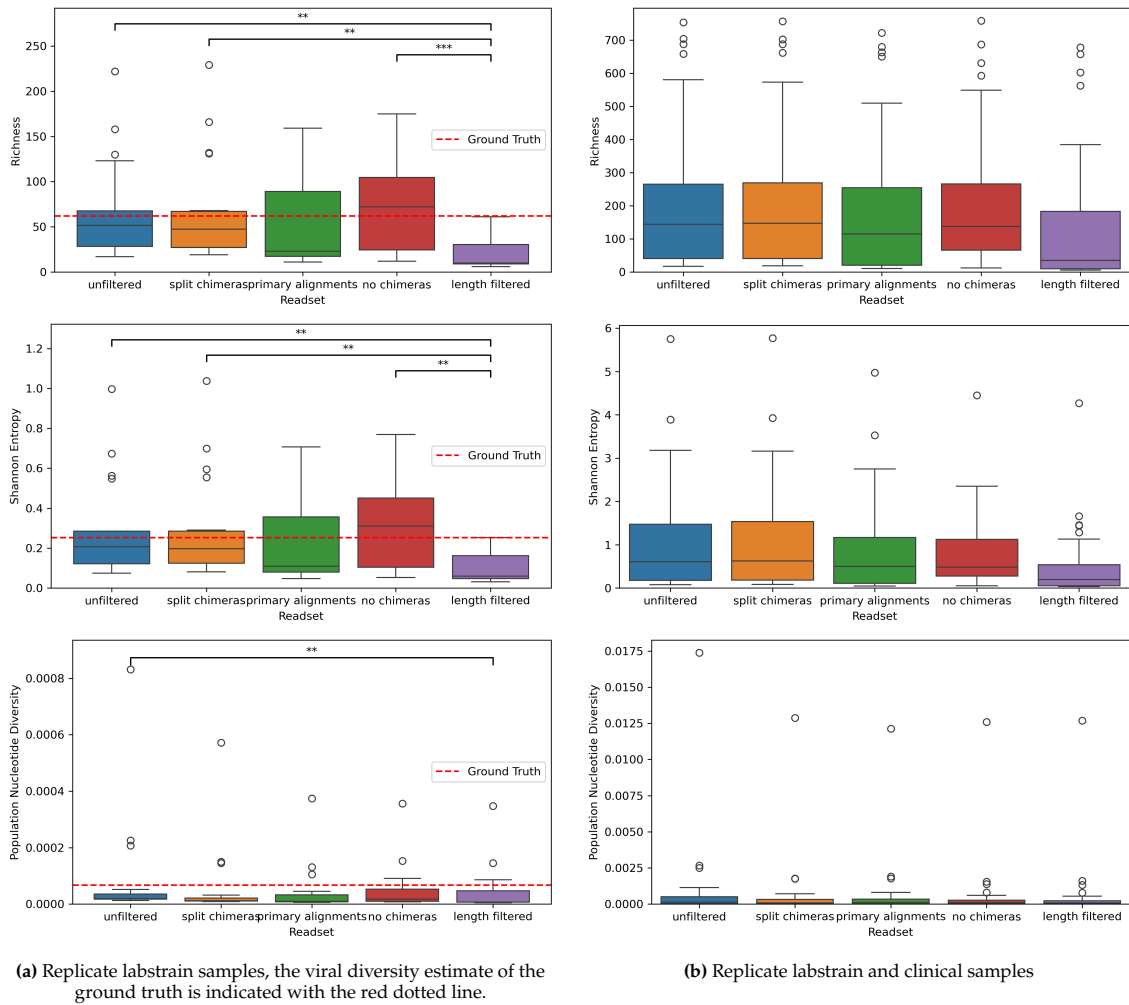 **
**
***
250
200
150
100
50
0
Richness
Ground Truth
unfiltered split chimeras primary alignments no chimeras length filtered
Readset
700
600
500
400
300
200
100
0
Richness
unfiltered split chimeras primary alignments no chimeras length filtered
Readset
**
**
**
1.2
1.0
0.8
0.6
0.4
0.2
0.0
Shannon Entropy
Ground Truth
unfiltered split chimeras primary alignments no chimeras length filtered
Readset
6
5
4
3
2
1
0
Shannon Entropy
unfiltered split chimeras primary alignments no chimeras length filtered
Readset
**
0.0008
0.0006
0.0004
0.0002
0.0000
Population Nucleotide Diversity
Ground Truth
unfiltered split chimeras primary alignments no chimeras length filtered
Readset
0.0175
0.0150
0.0125
0.0100
0.0075
0.0050
0.0025
0.0000
Population Nucleotide Diversity
unfiltered split chimeras primary alignments no chimeras length filtered
Readset
(a) Replicate labstrain samples, the viral diversity estimate of the
ground truth is indicated with the red dotted line.
(b) Replicate labstrain and clinical samples